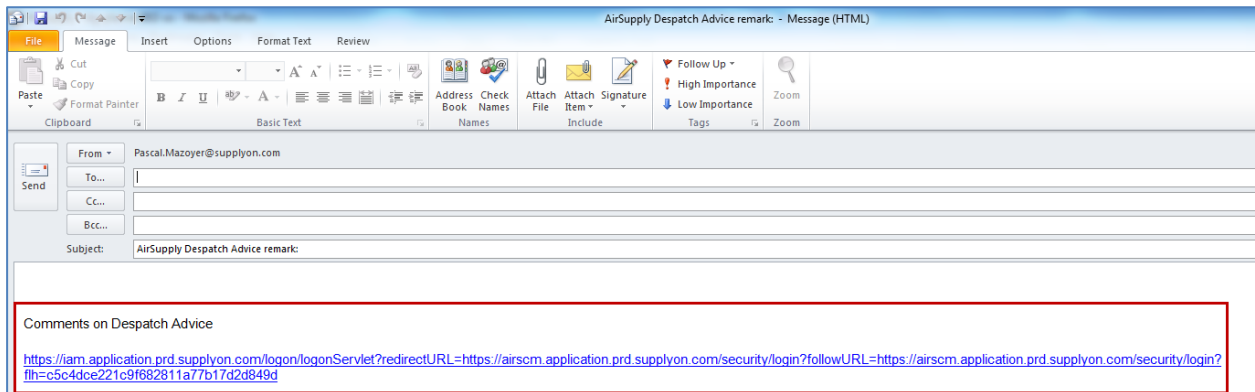 AirSupply Despatch Advice remark: - Message (HTML)
File Message Insert Options Format Text Review
Cut
Copy
Format Painter
Paste
Clipboard
B I U ab A
Basic Text
Address Book
Check Names
Names
Attach File
Attach Item
Signature
Include
Follow Up
High Importance
Low Importance
Tags
Zoom
Zoom
Send
From Pascal.Mazoyer@supplyon.com
To...
Cc...
Bcc...
Subject: AirSupply Despatch Advice remark:
Comments on Despatch Advice
https://iam.application.prd.supplyon.com/logon/logonServlet?redirectURL=https://airscm.application.prd.supplyon.com/security/login?followURL=https://airscm.application.prd.supplyon.com/security/login?
flh=c5c4dce221c9f682811a77b17d2d849d